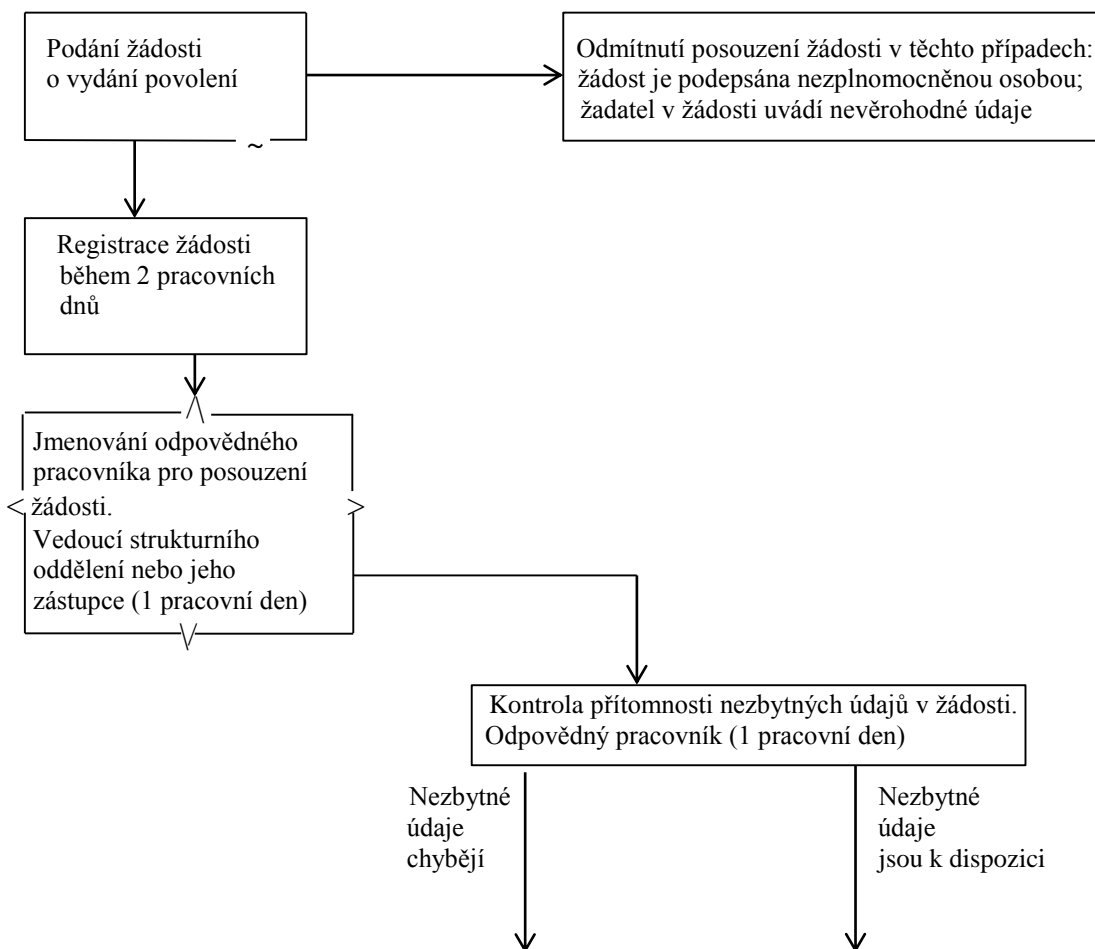 Podání žádosti
o vydání povolení
~
Odmítnutí posouzení žádosti v těchto případech:
žádost je podepsána nezplnomocněnou osobou;
žadatel v žádosti uvádí nevěrohodné údaje
Registrace žádosti
během 2 pracovních
dnů
Jmenování odpovědného
pracovníka pro posouzení
žádosti.
Vedoucí strukturního
oddělení nebo jeho
zástupce (1 pracovní den)
Kontrola přítomnosti nezbytných údajů v žádosti.
Odpovědný pracovník (1 pracovní den)
Nezbytné
údaje
chybějí
Nezbytné
údaje
jsou k dispozici